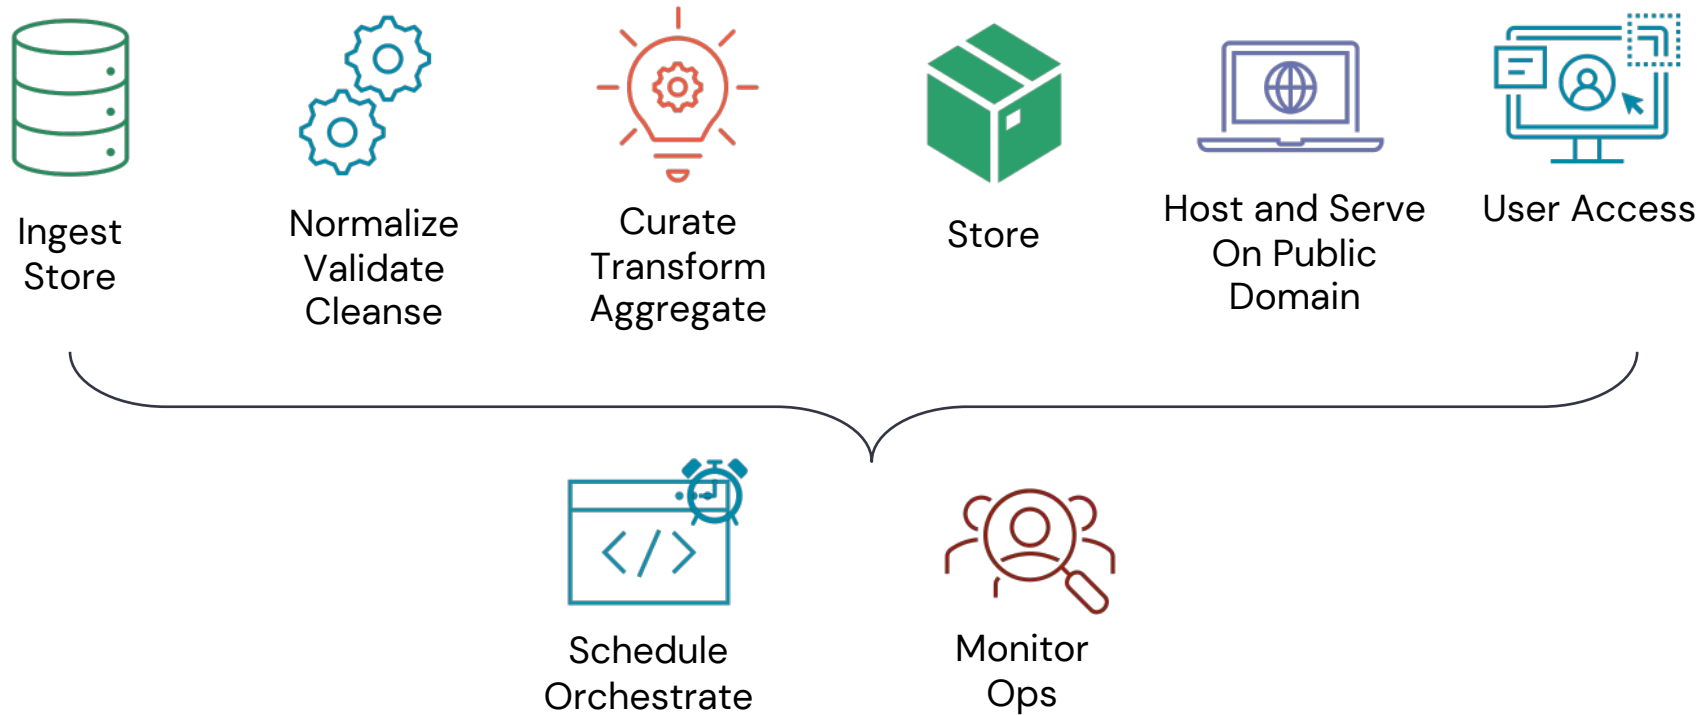 Ingest
Store
Normalize
Validate
Cleanse
Curate
Transform
Aggregate
Store
Host and Serve
On Public
Domain
User Access
</>
Schedule
Orchestrate
Monitor
Ops